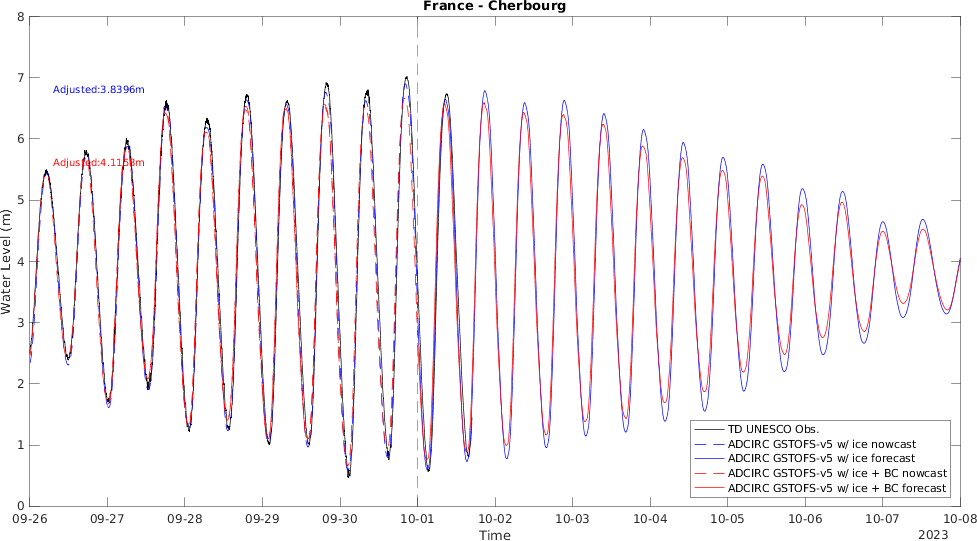 France - Cherbourg
8
7
6
5
4
3
2
1
0
Water Level (m)
Adjusted:3.8396m
Adjusted:4.1158m
TD UNESCO Obs.
ADCIRC GSTOFS-v5 w/ ice nowcast
ADCIRC GSTOFS-v5 w/ ice forecast
ADCIRC GSTOFS-v5 w/ ice + BC nowcast
ADCIRC GSTOFS-v5 w/ ice + BC forecast
09-26 09-27 09-28 09-29 09-30 10-01 10-02 10-03 10-04 10-05 10-06 10-07 10-08
Time
2023